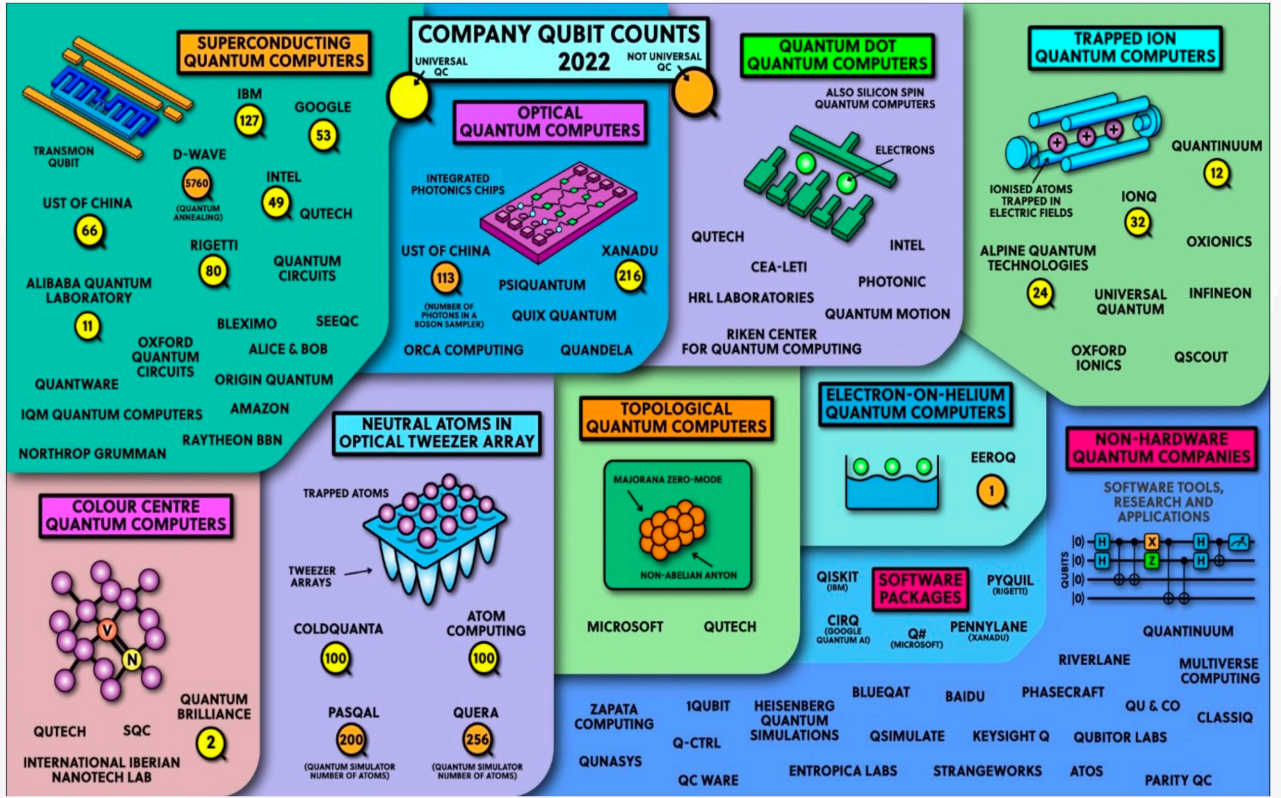 COMPANY QUBIT COUNTS
2022
UNIVERSAL
QC
NOT UNIVERSAL
QC
SUPERCONDUCTING
QUANTUM COMPUTERS
TRANSMON
QUBIT
IBM
127
GOOGLE
53
D-WAVE
5760
(QUANTUM
ANNEALING)
INTEL
49
QUTECH
UST OF CHINA
66
RIGETTI
80
QUANTUM
CIRCUITS
ALIBABA QUANTUM
LABORATORY
11
BLEXIMO
SEEQC
OXFORD
QUANTUM
CIRCUITS
ALICE & BOB
QUANTWARE
ORIGIN QUANTUM
IQM QUANTUM COMPUTERS
AMAZON
RAYTHEON BBN
NORTHROP GRUMMAN
OPTICAL
QUANTUM COMPUTERS
INTEGRATED
PHOTONICS CHIPS
UST OF CHINA
113
(NUMBER OF
PHOTONS IN A
BOSON SAMPLER)
XANADU
216
PSIQUANTUM
QUIX QUANTUM
ORCA COMPUTING
QUANDELA
QUANTUM DOT
QUANTUM COMPUTERS
ALSO SILICON SPIN
QUANTUM COMPUTERS
ELECTRONS
QUTECH
INTEL
CEA-LETI
PHOTONIC
HRL LABORATORIES
QUANTUM MOTION
RIKEN CENTER
FOR QUANTUM COMPUTING
TRAPPED ION
QUANTUM COMPUTERS
+ + +
IONISED ATOMS
TRAPPED IN
ELECTRIC FIELDS
QUANTINUUM
12
IONQ
32
OXIONICS
ALPINE QUANTUM
TECHNOLOGIES
24
UNIVERSAL
QUANTUM
INFINEON
OXFORD
IONICS
QSCOUT
COLOUR CENTRE
QUANTUM COMPUTERS
V
N
QUANTUM
BRILLIANCE
2
QUTECH
SQC
INTERNATIONAL IBERIAN
NANOTECH LAB
NEUTRAL ATOMS IN
OPTICAL TWEEZER ARRAY
TRAPPED ATOMS
TWEEZER
ARRAYS
COLDQUANTA
100
ATOM
COMPUTING
100
PASQAL
200
(QUANTUM SIMULATOR
NUMBER OF ATOMS)
QUERA
256
(QUANTUM SIMULATOR
NUMBER OF ATOMS)
TOPOLOGICAL
QUANTUM COMPUTERS
MAJORANA ZERO-MODE
NON-ABELIAN ANYON
MICROSOFT
QUTECH
ELECTRON-ON-HELIUM
QUANTUM COMPUTERS
EEROQ
1
SOFTWARE
PACKAGES
QISKIT
(IBM)
PYQUIL
(RIGETTI)
CIRQ
(GOOGLE
QUANTUM AI)
Q#
(MICROSOFT)
PENNYLANE
(XANADU)
NON-HARDWARE
QUANTUM COMPANIES
SOFTWARE TOOLS,
RESEARCH AND
APPLICATIONS
QUBITS
|0⟩ H X H
|0⟩ H Z H
|0⟩
|0⟩
QUANTINUUM
RIVERLANE
MULTIVERSE
COMPUTING
BLUEQAT
BAIDU
PHASECRAFT
QU & CO
CLASSIQ
ZAPATA
COMPUTING
1QUBIT
HEISENBERG
QUANTUM
SIMULATIONS
Q-CTRL
QSIMULATE
KEYSIGHT Q
QUBITOR LABS
QUNASYS
QC WARE
ENTROPICA LABS
STRANGEWORKS
ATOS
PARITY QC